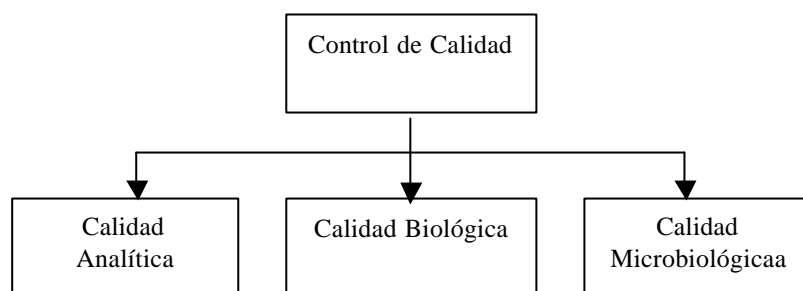 Control de Calidad
Calidad
Analítica
Calidad Biológica
Calidad
Microbiológicaa